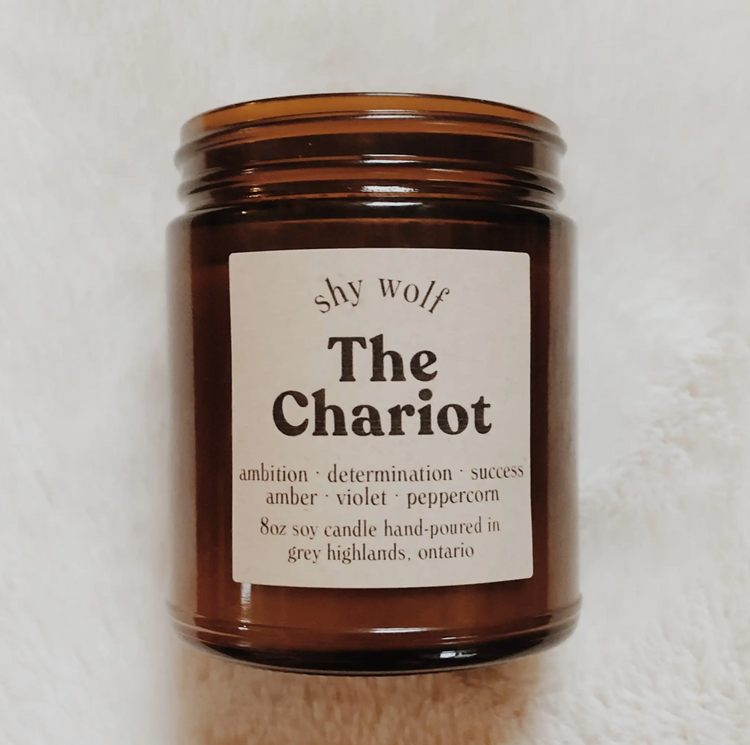 shy wolf
The
Chariot
ambition · determination · success
amber · violet · peppercorn
8oz soy candle hand-poured in
grey highlands, ontario